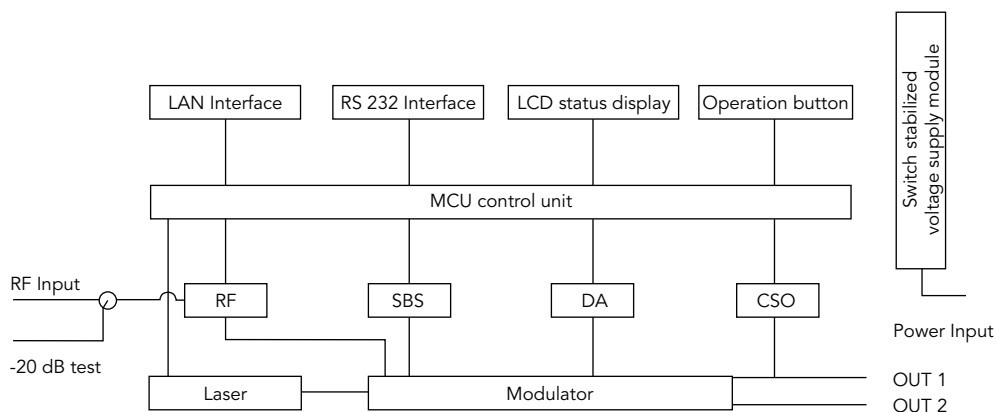 LAN Interface
RS 232 Interface
LCD status display
Operation button
Switch stabilized
voltage supply module
MCU control unit
RF Input
RF
SBS
DA
CSO
Power Input
-20 dB test
Laser
Modulator
OUT 1
OUT 2